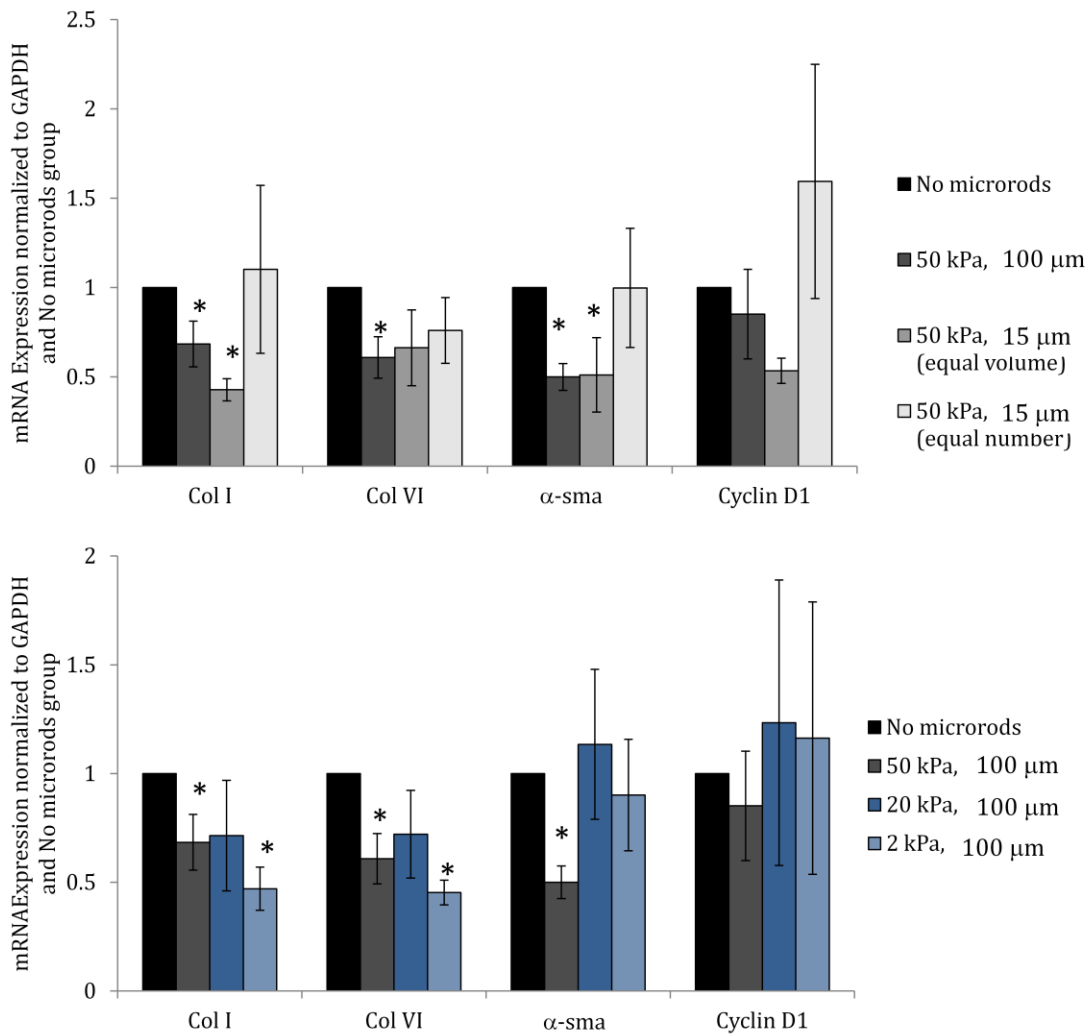 mRNA Expression normalized to GAPDH
and No microrods group
2.5
2
1.5
1
0.5
0
*
*
*
*
*
Col I
Col VI
α-sma
Cyclin D1
No microrods
50 kPa, 100 μm
50 kPa, 15 μm
(equal volume)
50 kPa, 15 μm
(equal number)
mRNAExpression normalized to GAPDH
and No microrods group
2
1.5
1
0.5
0
*
*
*
*
*
Col I
Col VI
α-sma
Cyclin D1
No microrods
50 kPa, 100 μm
20 kPa, 100 μm
2 kPa, 100 μm